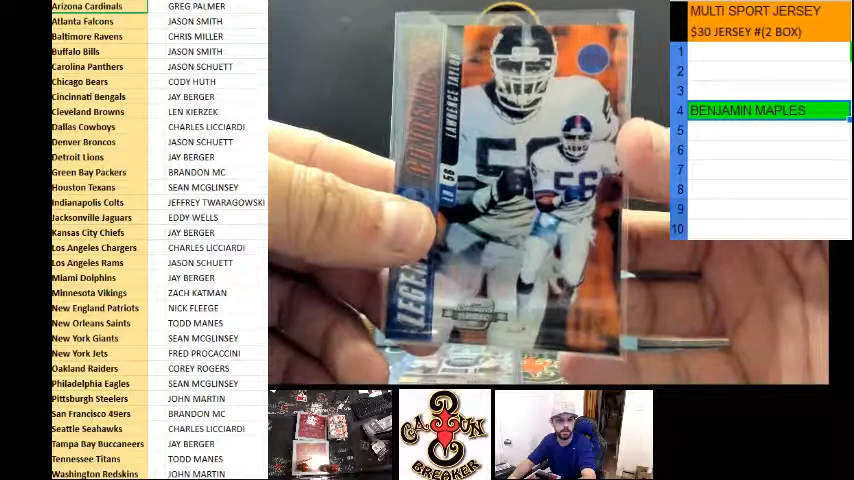 Arizona Cardinals GREG PALMER
Atlanta Falcons JASON SMITH
Baltimore Ravens CHRIS MILLER
Buffalo Bills JASON SMITH
Carolina Panthers JASON SCHUETT
Chicago Bears CODY HUTH
Cincinnati Bengals JAY BERGER
Cleveland Browns LEN KIERZEK
Dallas Cowboys CHARLES LICCIARDI
Denver Broncos JASON SCHUETT
Detroit Lions JAY BERGER
Green Bay Packers BRANDON MC
Houston Texans SEAN MCGLINSEY
Indianapolis Colts JEFFREY TWARAGOWSKI
Jacksonville Jaguars EDDY WELLS
Kansas City Chiefs JAY BERGER
Los Angeles Chargers CHARLES LICCIARDI
Los Angeles Rams JASON SCHUETT
Miami Dolphins JAY BERGER
Minnesota Vikings ZACH KATMAN
New England Patriots NICK FLEEGE
New Orleans Saints TODD MANES
New York Giants SEAN MCGLINSEY
New York Jets FRED PROCACCINI
Oakland Raiders COREY ROGERS
Philadelphia Eagles SEAN MCGLINSEY
Pittsburgh Steelers JOHN MARTIN
San Francisco 49ers BRANDON MC
Seattle Seahawks CHARLES LICCIARDI
Tampa Bay Buccaneers JAY BERGER
Tennessee Titans TODD MANES
Washington Redskins JOHN MARTIN
LAWRENCE TAYLOR
LB 56
56
MULTI SPORT JERSEY
$30 JERSEY #(2 BOX)
1
2
3
4 BENJAMIN MAPLES
5
6
7
8
9
10
CAJUN
BREAKER